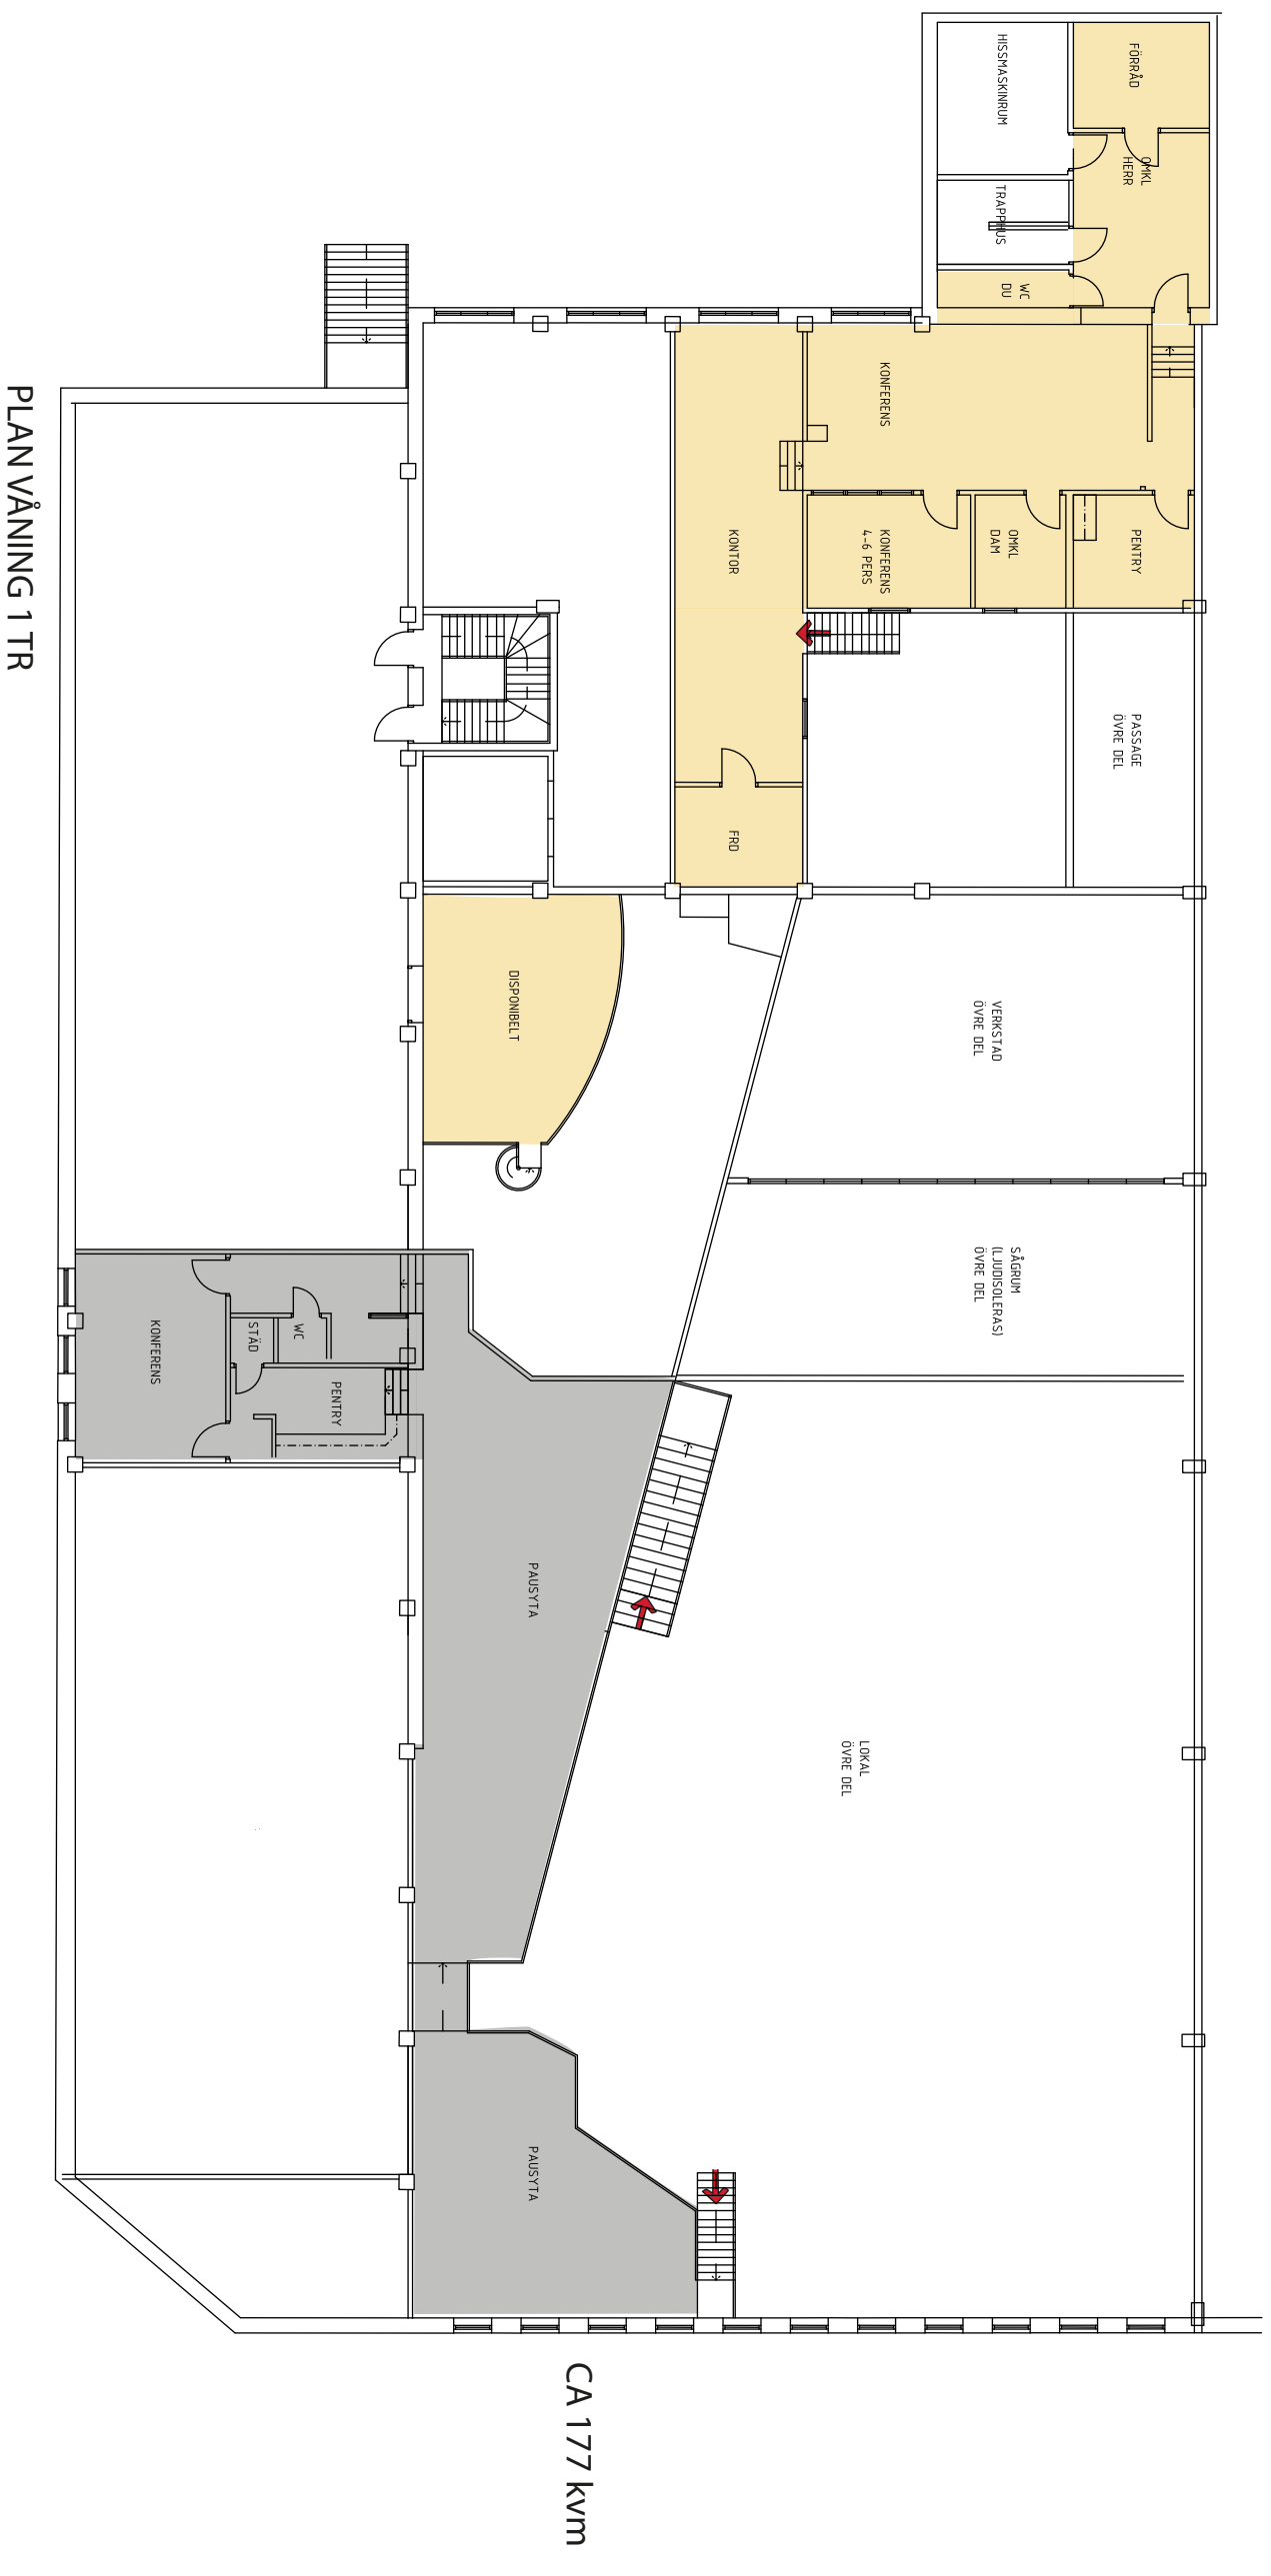 FÖRRÅD
HISSMASKINRUM
OMKL
HERR
TRAPPHUS
WC
DU
KONFERENS
KONTOR
KONFERENS
4-6 PERS
OMKL
DAM
PENTRY
PASSAGE
ÖVRE DEL
FRD
DISPONIBELT
VERKSTAD
ÖVRE DEL
SÅGRUM
(LJUDISOLERAS)
ÖVRE DEL
KONFERENS
STÄD
WC
PENTRY
PAUSYTA
LOKAL
ÖVRE DEL
PAUSYTA
PLAN VÅNING 1 TR
CA 177 kvm